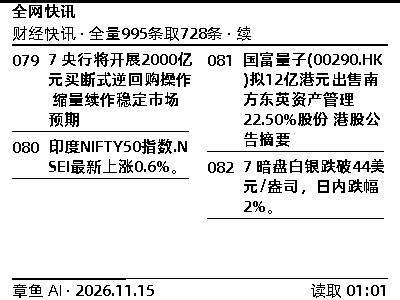 全网快讯
财经快讯 · 全量995条取728条 · 续
079 7 央行将开展2000亿
元买断式逆回购操作
缩量续作稳定市场
预期
080 印度NIFTY50指数.N
SEI最新上涨0.6%。
081 国富量子(00290.HK
)拟12亿港元出售南
方东英资产管理
22.50%股份 港股公
告摘要
082 7 暗盘白银跌破44美
元/盎司，日内跌幅
2%。
章鱼 AI · 2026.11.15
读取 01:01